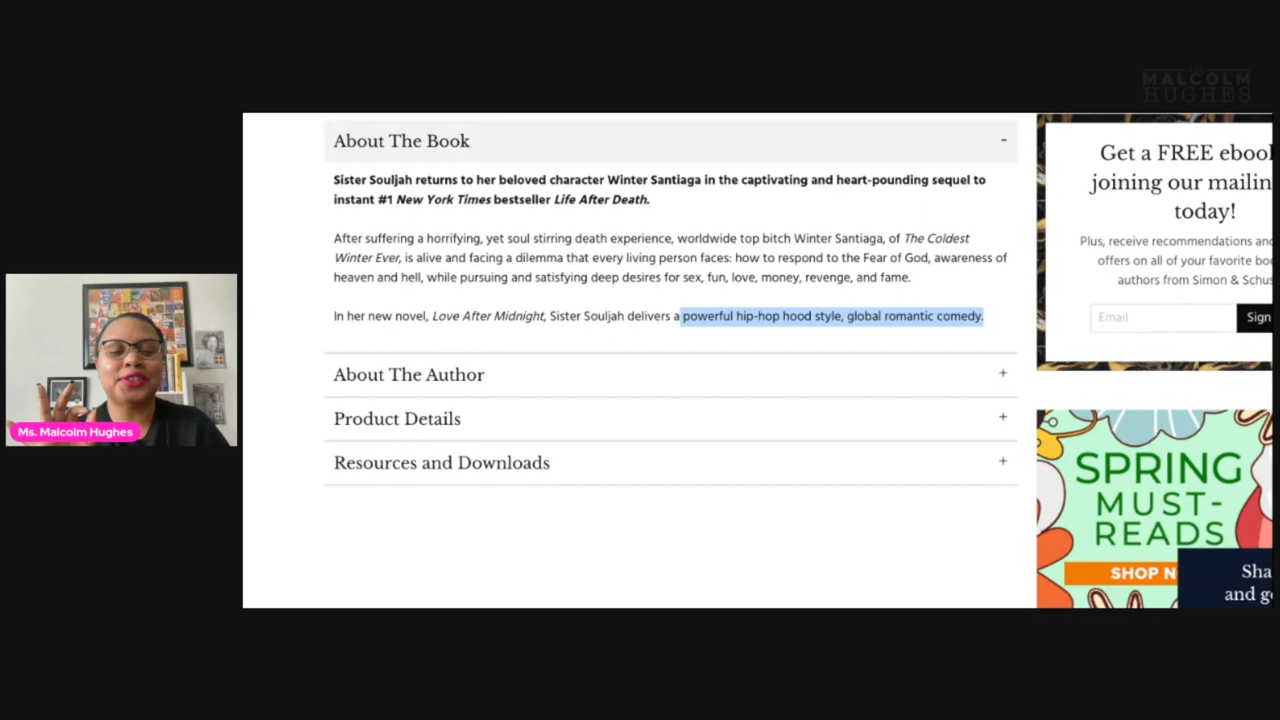 MALCOLM
HUGHES
About The Book
-
Sister Souljah returns to her beloved character Winter Santiaga in the captivating and heart-pounding sequel to
instant #1 New York Times bestseller Life After Death.
After suffering a horrifying, yet soul stirring death experience, worldwide top bitch Winter Santiaga, of The Coldest
Winter Ever, is alive and facing a dilemma that every living person faces: how to respond to the Fear of God, awareness of
heaven and hell, while pursuing and satisfying deep desires for sex, fun, love, money, revenge, and fame.
In her new novel, Love After Midnight, Sister Souljah delivers a powerful hip-hop hood style, global romantic comedy.
About The Author
+
Product Details
+
Resources and Downloads
+
Get a FREE eboo
joining our mailin
today!
Plus, receive recommendations and
offers on all of your favorite bo
authors from Simon & Schus
Email
Sign
SPRING
MUST-
READS
SHOP N
Sha
and g
Ms. Malcolm Hughes